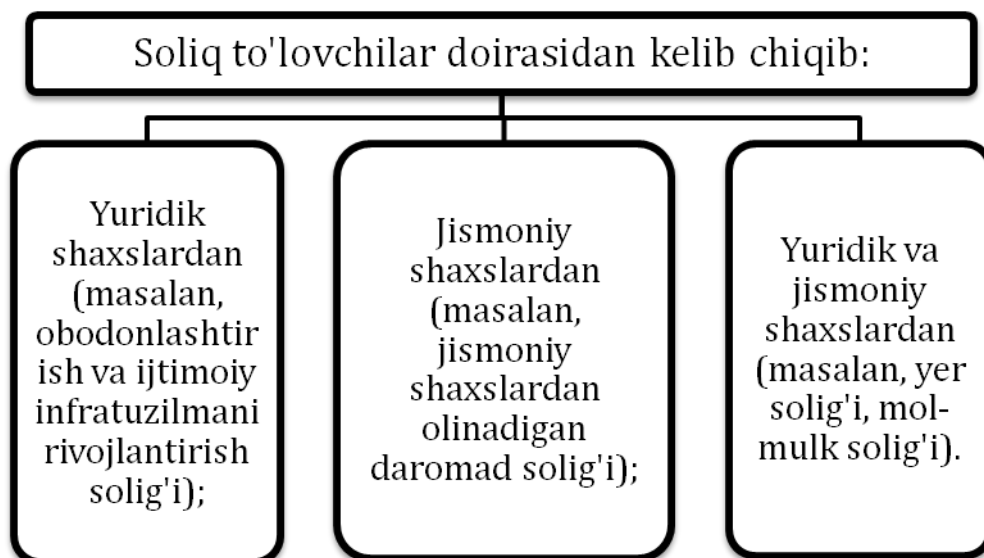 Soliq to'lovchilar doirasidan kelib chiqib:
Yuridik
shaxslardan
(masalan,
obodonlashtir
ish va ijtimoiy
infratuzilmani
rivojlantirish
solig'i);
Jismoniy
shaxslardan
(masalan,
jismoniy
shaxslardan
olinadigan
daromad solig'i);
Yuridik va
jismoniy
shaxslardan
(masalan, yer
solig'i, mol-
mulk solig'i).